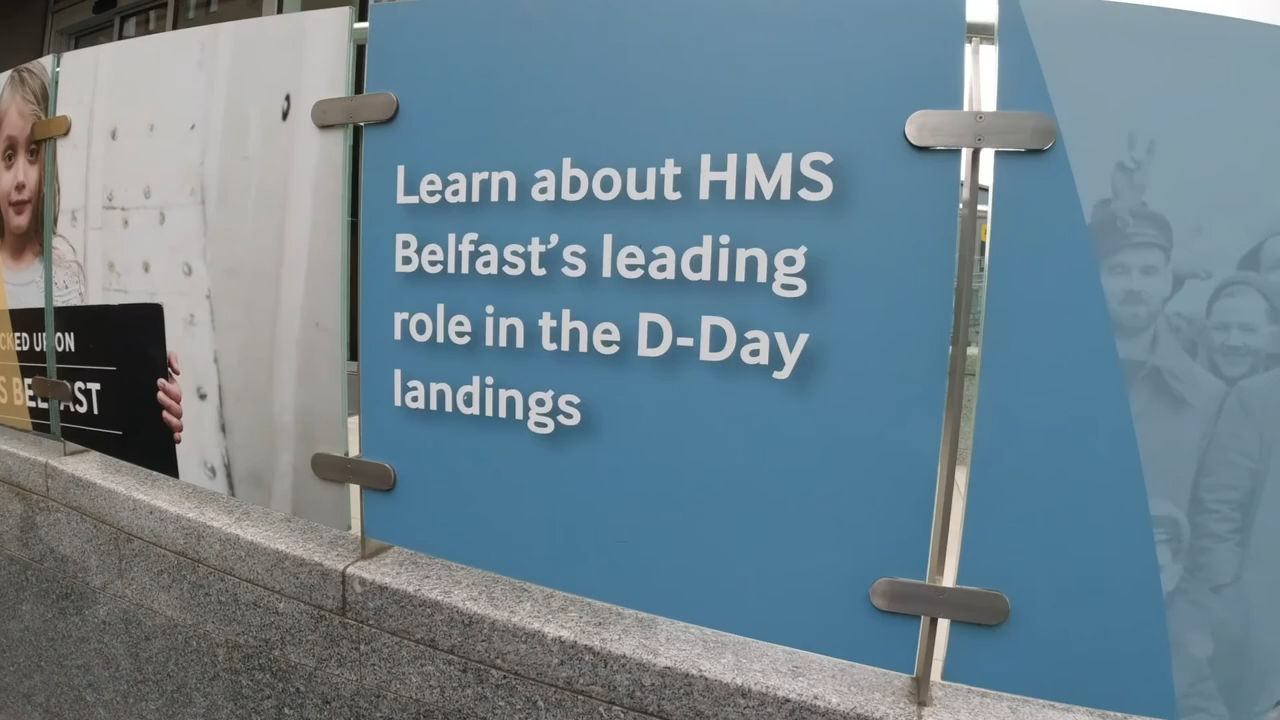 CKED UPON
S BELFAST
Learn about HMS
Belfast’s leading
role in the D-Day
landings